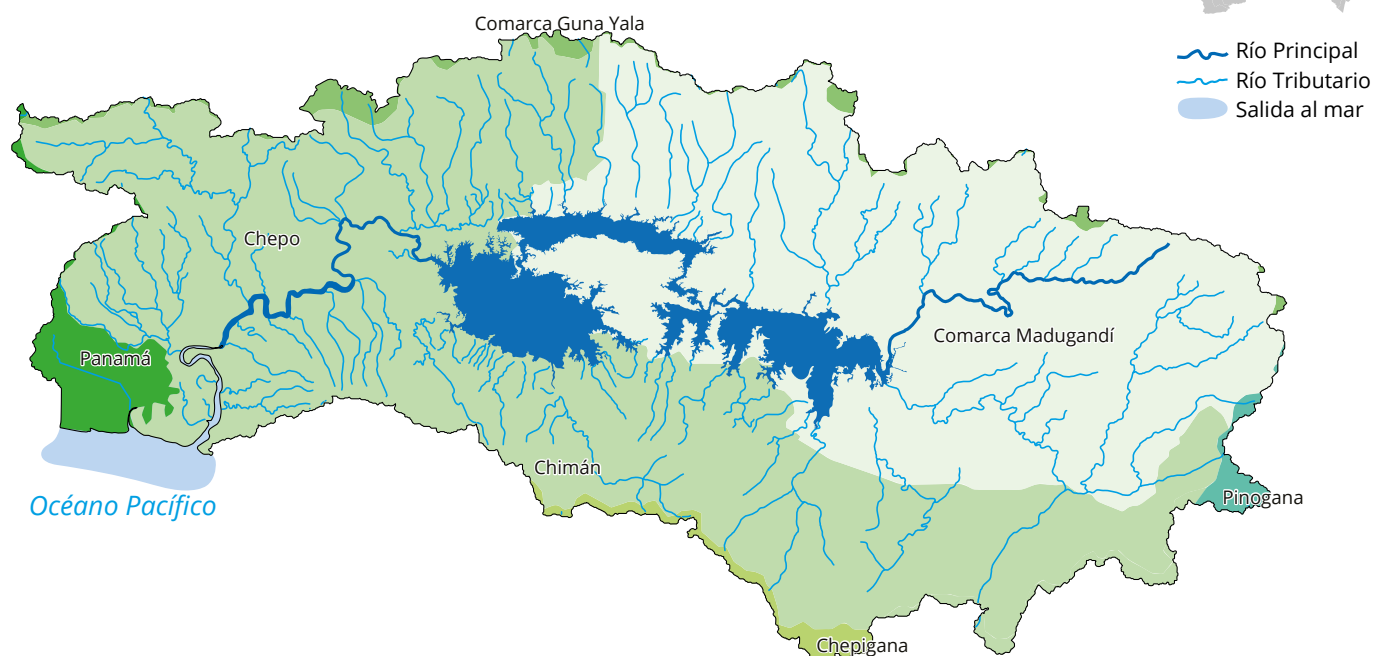 Comarca Guna Yala
Río Principal
Río Tributario
Salida al mar
Chepo
Comarca Madugandí
Panamá
Chimán
Pinogana
Océano Pacífico
Chepigana